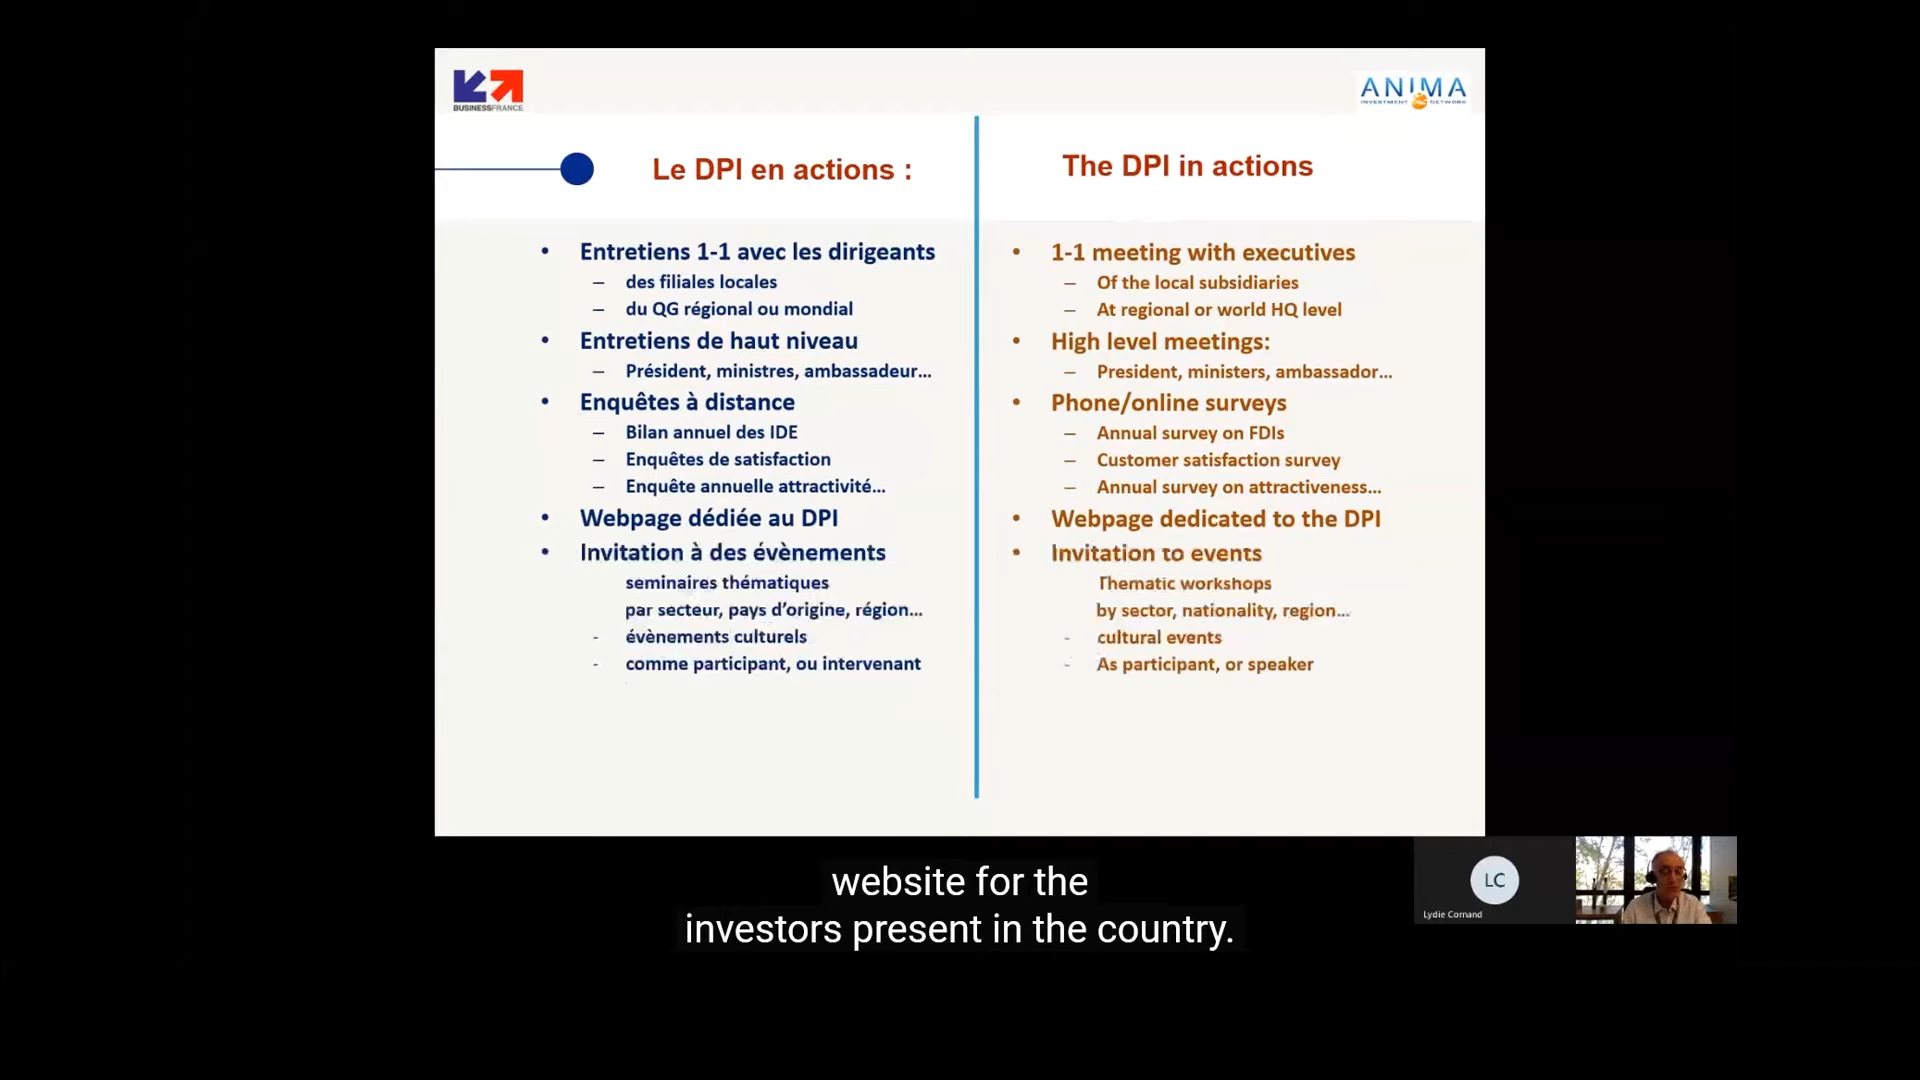 BUSINESSFRANCE
ANIMA
INVESTMENT NETWORK
Le DPI en actions :
• Entretiens 1-1 avec les dirigeants
– des filiales locales
– du QG régional ou mondial
• Entretiens de haut niveau
– Président, ministres, ambassadeur...
• Enquêtes à distance
– Bilan annuel des IDE
– Enquêtes de satisfaction
– Enquête annuelle attractivité...
• Webpage dédiée au DPI
• Invitation à des évènements
seminaires thématiques
par secteur, pays d'origine, région...
- évènements culturels
- comme participant, ou intervenant
The DPI in actions
• 1-1 meeting with executives
– Of the local subsidiaries
– At regional or world HQ level
• High level meetings:
– President, ministers, ambassador...
• Phone/online surveys
– Annual survey on FDIs
– Customer satisfaction survey
– Annual survey on attractiveness...
• Webpage dedicated to the DPI
• Invitation to events
Thematic workshops
by sector, nationality, region...
- cultural events
- As participant, or speaker
LC
Lydie Cornand
website for the
investors present in the country.